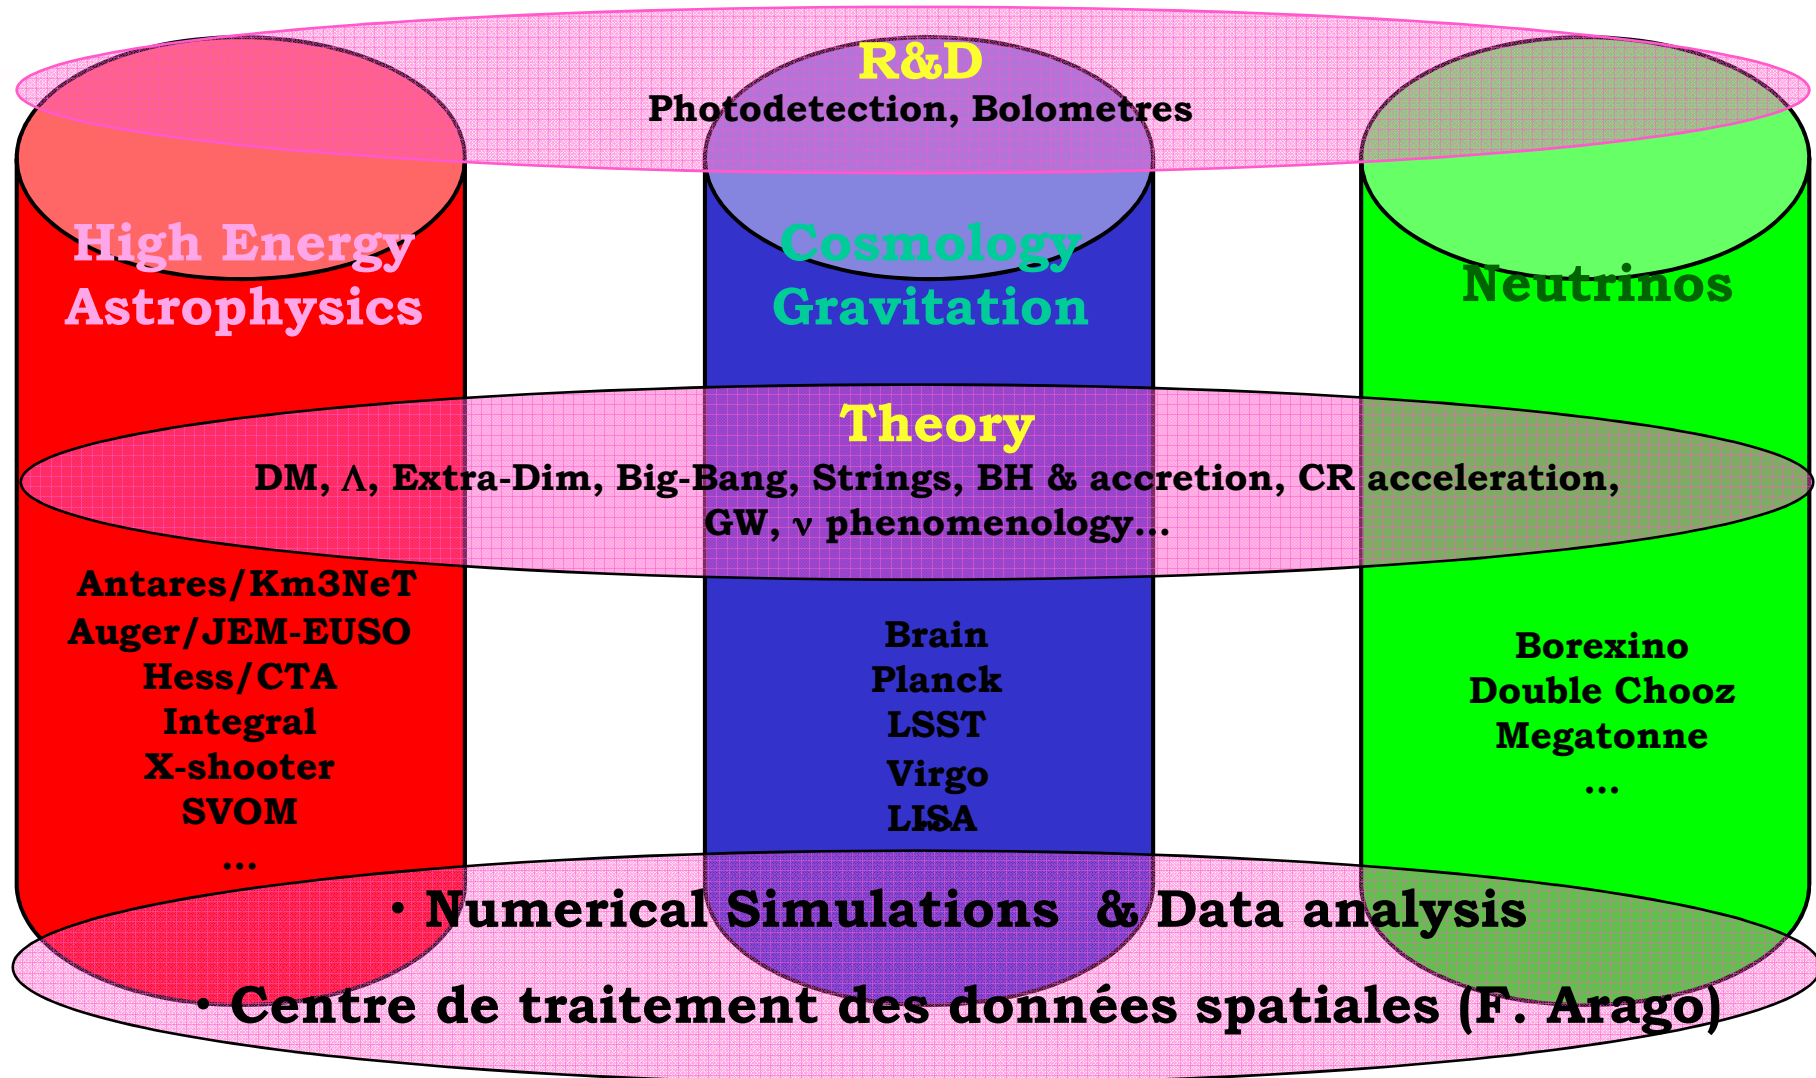 R&D
Photodetection, Bolometres
High Energy
Astrophysics
Cosmology
Gravitation
Neutrinos
Theory
DM, Λ, Extra-Dim, Big-Bang, Strings, BH & accretion, CR acceleration,
GW, ν phenomenology...
Antares/Km3NeT
Auger/JEM-EUSO
Hess/CTA
Integral
X-shooter
SVOM
...
Brain
Planck
LSST
Virgo
LISA
...
Borexino
Double Chooz
Megatonne
...
• Numerical Simulations & Data analysis
• Centre de traitement des données spatiales (F. Arago)